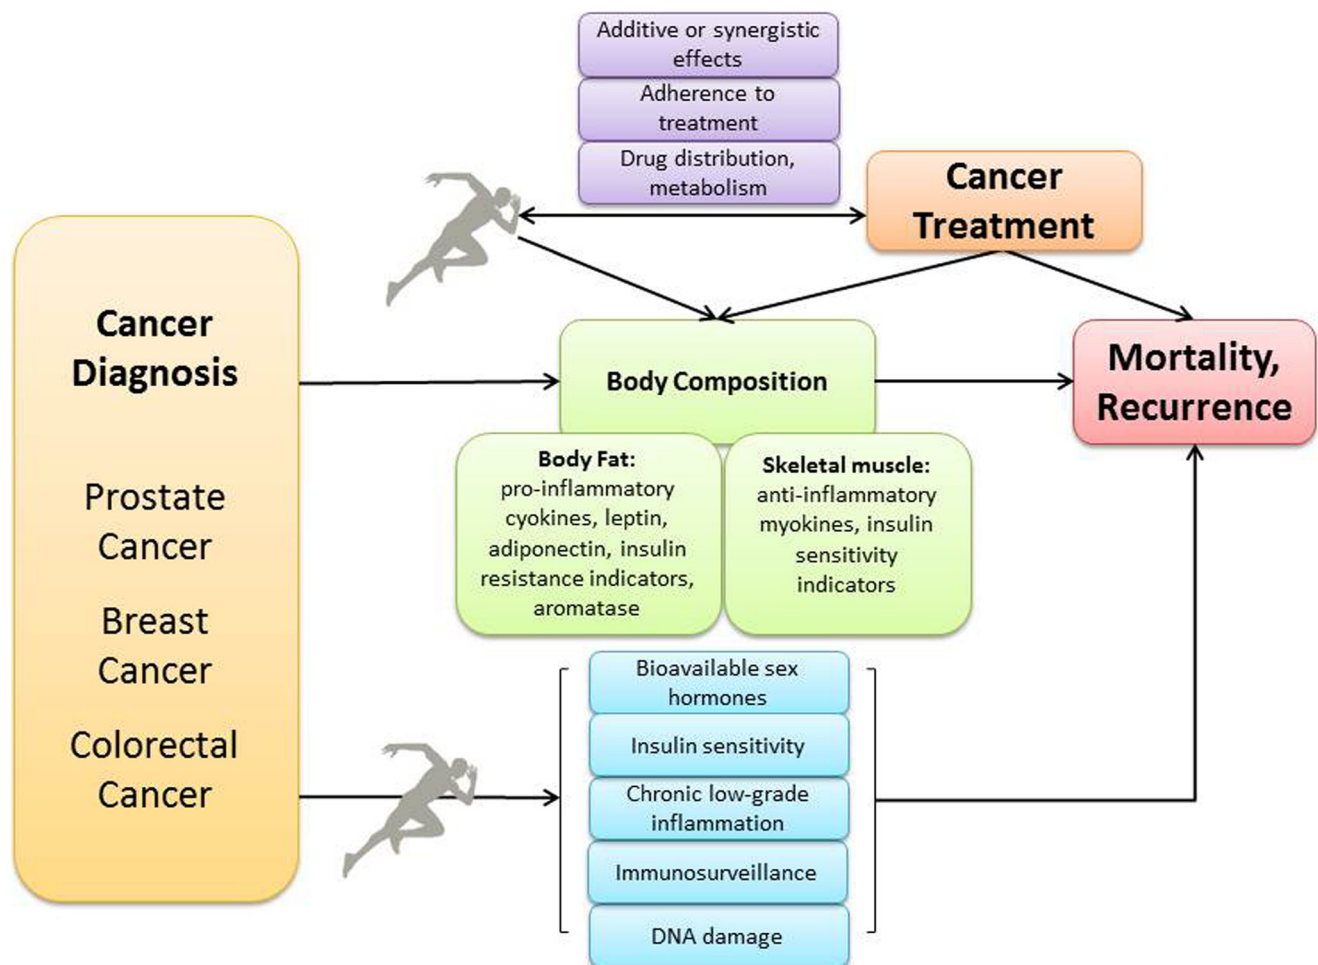 Additive or synergistic
effects
Adherence to
treatment
Drug distribution,
metabolism
Cancer
Treatment
Cancer
Diagnosis
Prostate
Cancer
Breast
Cancer
Colorectal
Cancer
Body Composition
Mortality,
Recurrence
Body Fat:
pro-inflammatory
cyokines, leptin,
adiponectin, insulin
resistance indicators,
aromatase
Skeletal muscle:
anti-inflammatory
myokines, insulin
sensitivity
indicators
Bioavailable sex
hormones
Insulin sensitivity
Chronic low-grade
inflammation
Immunosurveillance
DNA damage